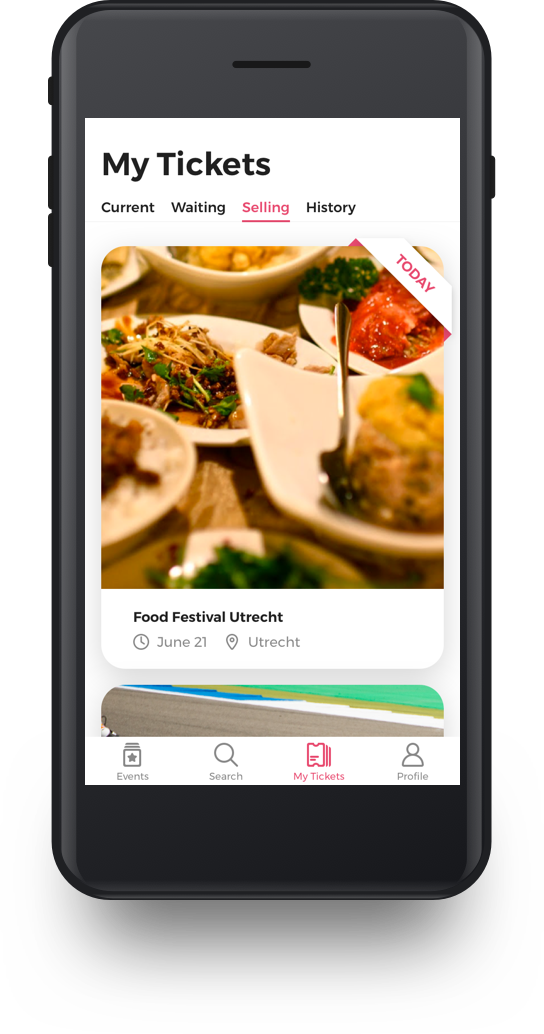 My Tickets
Current Waiting Selling History
TODAY
Food Festival Utrecht
June 21 Utrecht
Events Search My Tickets Profile